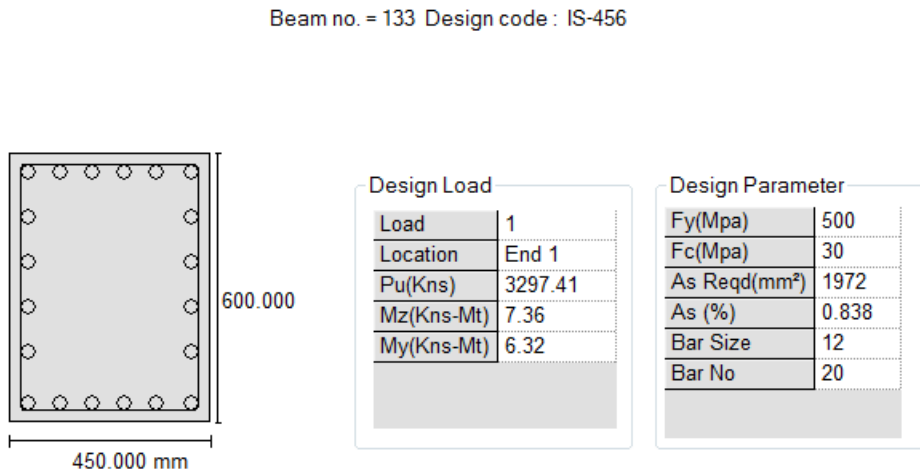 Beam no. = 133 Design code : IS-456
600.000
450.000 mm
Design Load
Load 1
Location End 1
Pu(Kns) 3297.41
Mz(Kns-Mt) 7.36
My(Kns-Mt) 6.32
Design Parameter
Fy(Mpa) 500
Fc(Mpa) 30
As Reqd(mm²) 1972
As (%) 0.838
Bar Size 12
Bar No 20